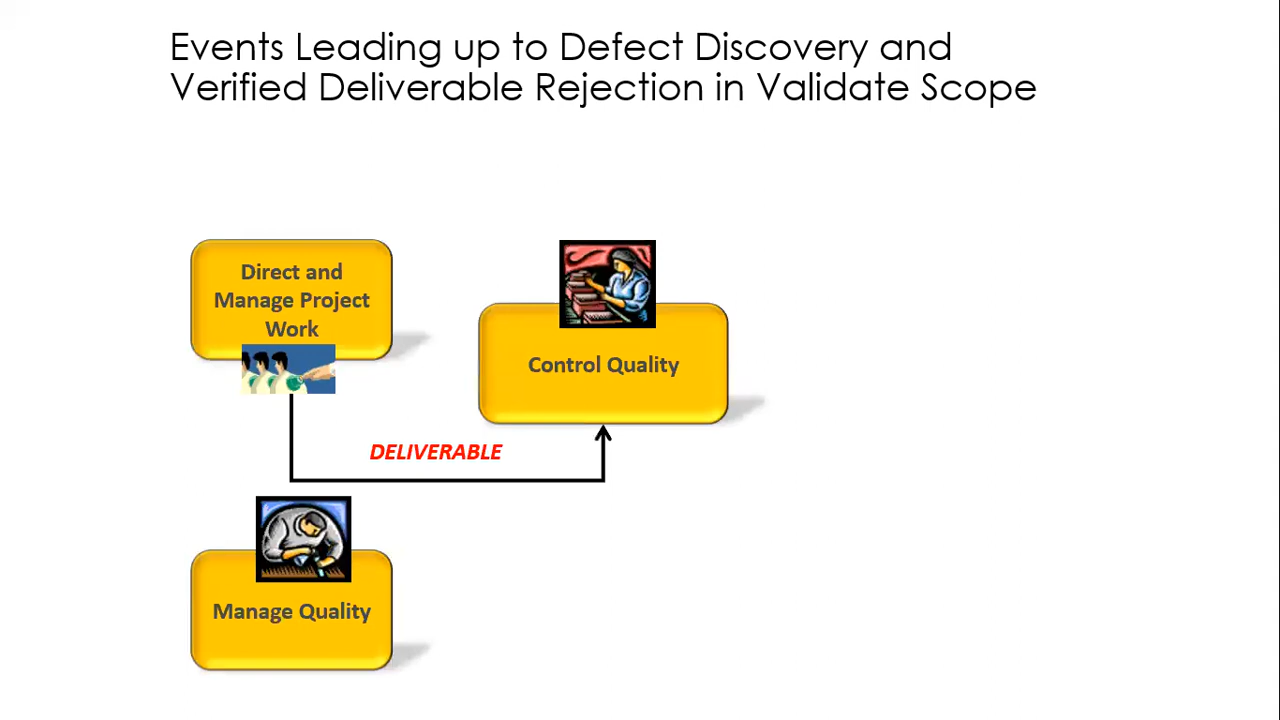 Events Leading up to Defect Discovery and
Verified Deliverable Rejection in Validate Scope
Direct and
Manage Project
Work
Control Quality
DELIVERABLE
Manage Quality